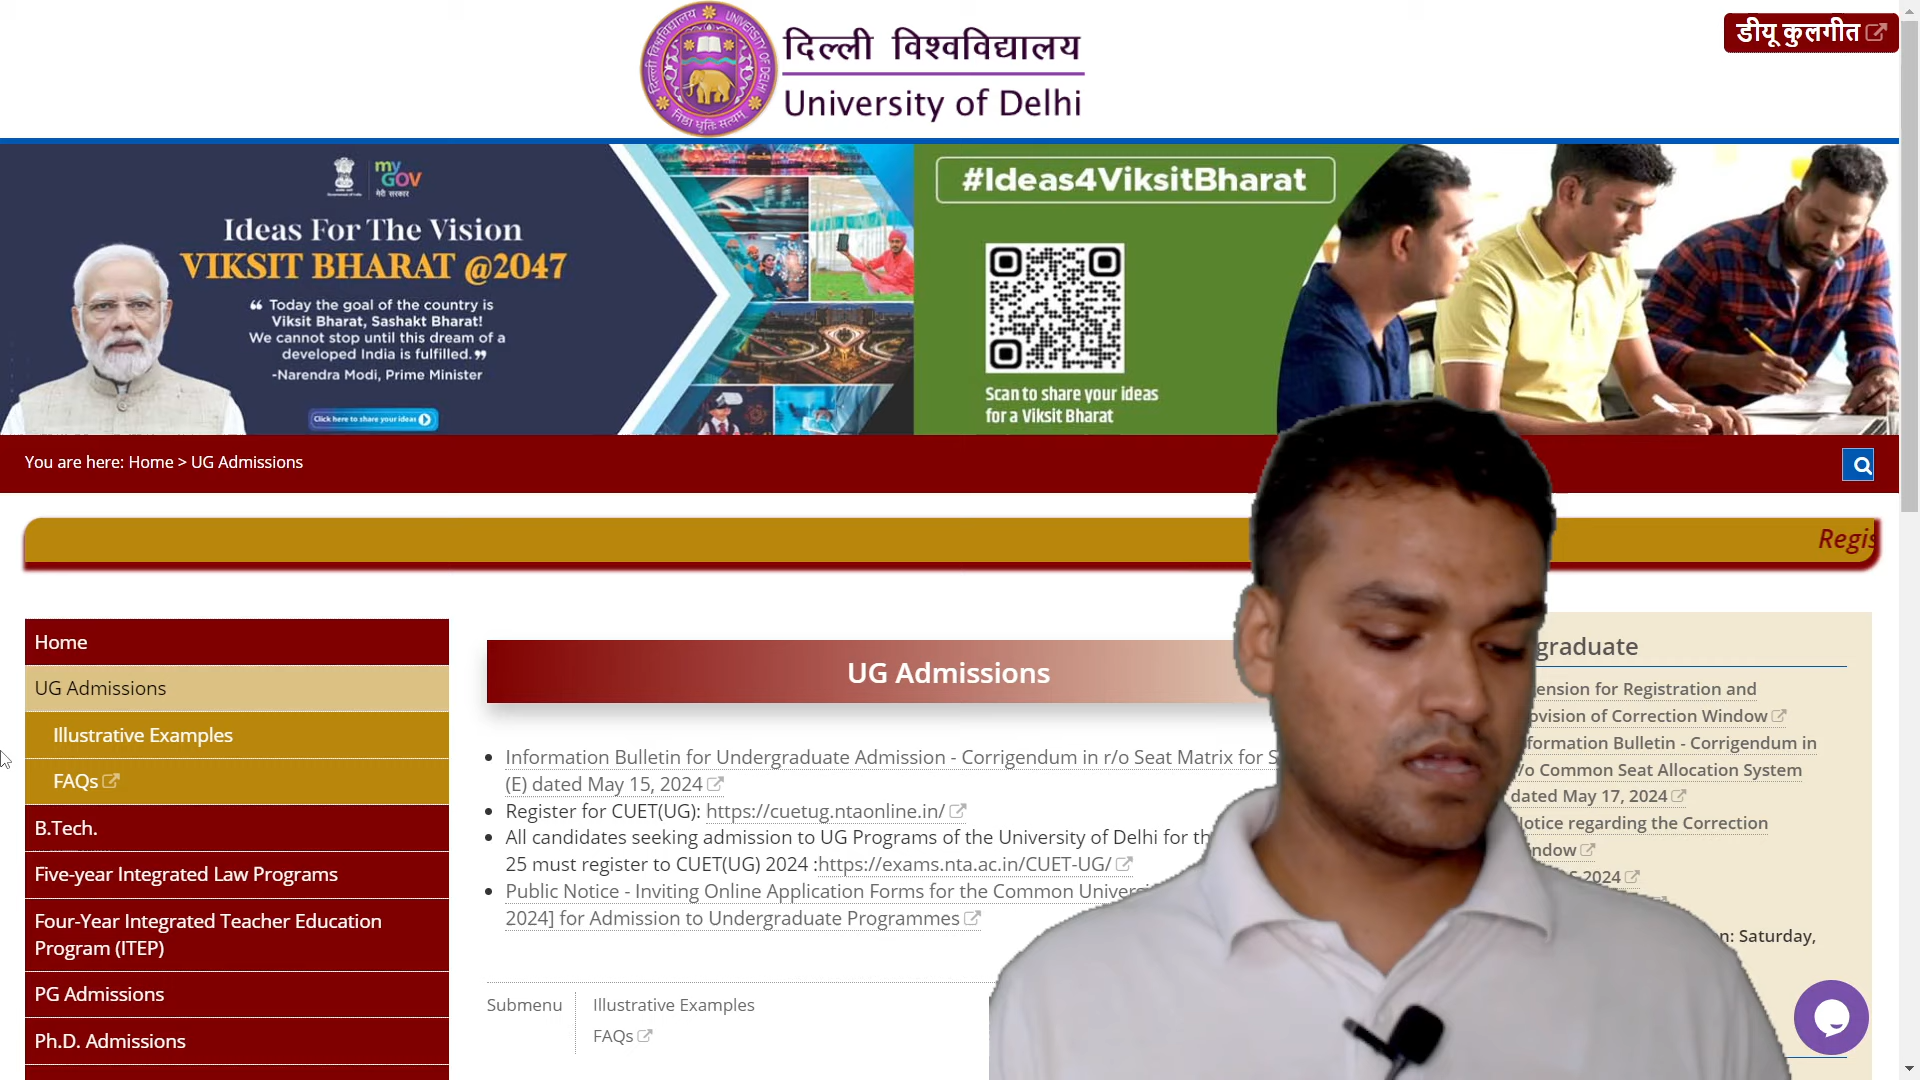 दिल्ली विश्वविद्यालय
University of Delhi
डीयू कुलगीत
my
GOV
मेरी सरकार
Ideas For The Vision
VIKSIT BHARAT @2047
“ Today the goal of the country is
Viksit Bharat, Sashakt Bharat!
We cannot stop until this dream of a
developed India is fulfilled.”
-Narendra Modi, Prime Minister
Click here to share your ideas
#Ideas4ViksitBharat
Scan to share your ideas
for a Viksit Bharat
You are here: Home > UG Admissions
Regis
Home
UG Admissions
Illustrative Examples
FAQs
B.Tech.
Five-year Integrated Law Programs
Four-Year Integrated Teacher Education
Program (ITEP)
PG Admissions
Ph.D. Admissions
UG Admissions
Information Bulletin for Undergraduate Admission - Corrigendum in r/o Seat Matrix for S
(E) dated May 15, 2024
Register for CUET(UG): https://cuetug.ntaonline.in/
All candidates seeking admission to UG Programs of the University of Delhi for th
25 must register to CUET(UG) 2024 :https://exams.nta.ac.in/CUET-UG/
Public Notice - Inviting Online Application Forms for the Common Univers
2024] for Admission to Undergraduate Programmes
Submenu
Illustrative Examples
FAQs
graduate
ension for Registration and
ovision of Correction Window
formation Bulletin - Corrigendum in
/o Common Seat Allocation System
dated May 17, 2024
otice regarding the Correction
ndow
2024
n: Saturday,